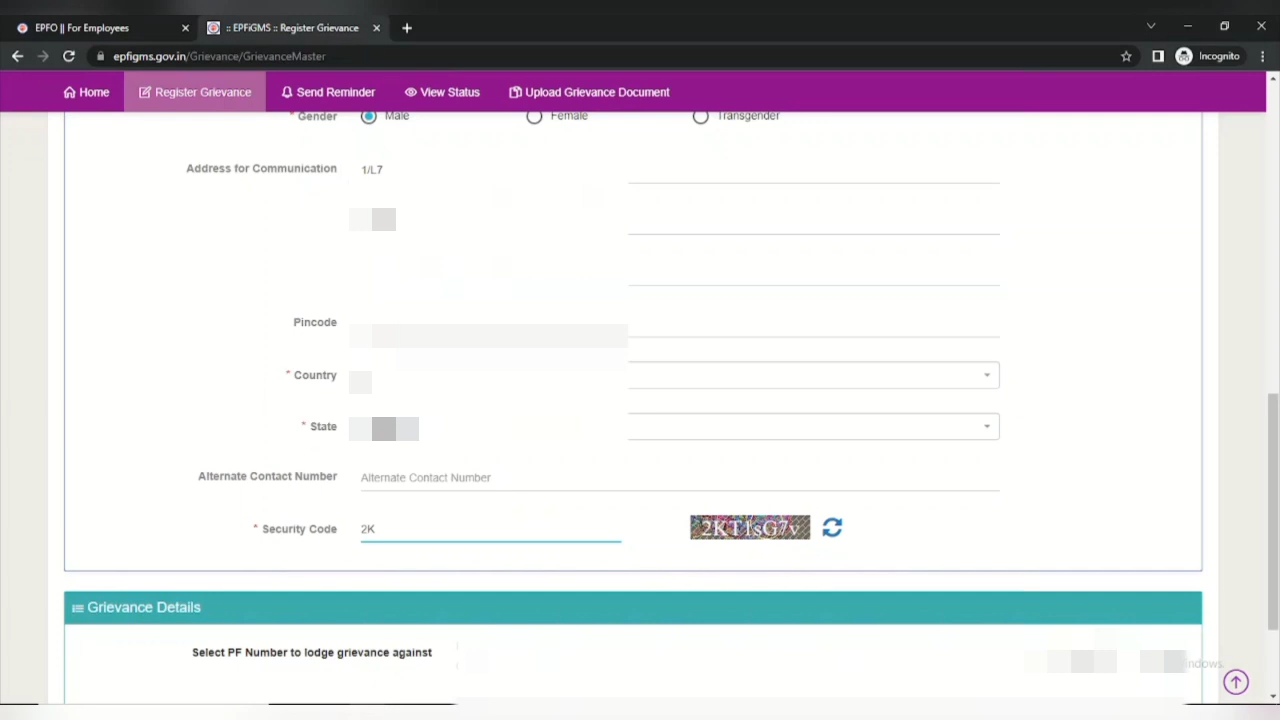 EPFO || For Employees
:: EPFiGMS :: Register Grievance
epfigms.gov.in/Grievance/GrievanceMaster
Incognito
Home Register Grievance Send Reminder View Status Upload Grievance Document
* Gender Male Female Transgender
Address for Communication 1/L7
Pincode
* Country
* State
Alternate Contact Number Alternate Contact Number
* Security Code 2K 2KT1sG7v
Grievance Details
Select PF Number to lodge grievance against
indows.